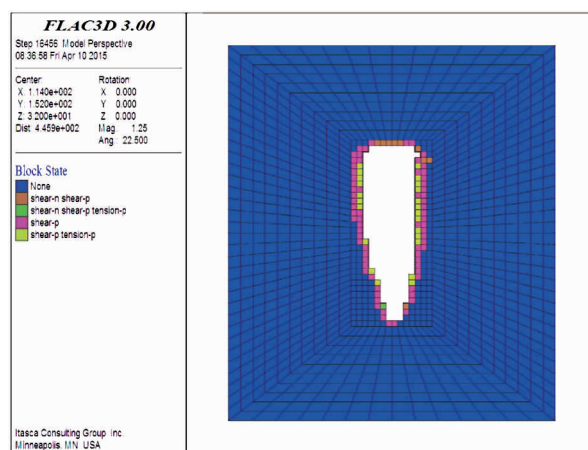 FLAC3D 3.00
Step 16456 Model Perspective
08:36:58 Fri Apr 10 2015
Center: Rotation:
X: 1.140e+002 X: 0.000
Y: 1.520e+002 Y: 0.000
Z: 3.200e+001 Z: 0.000
Dist: 4.459e+002 Mag.: 1.25
Ang.: 22.500
Block State
None
shear-n shear-p
shear-n shear-p tension-p
shear-p
shear-p tension-p
Itasca Consulting Group, Inc.
Minneapolis, MN USA